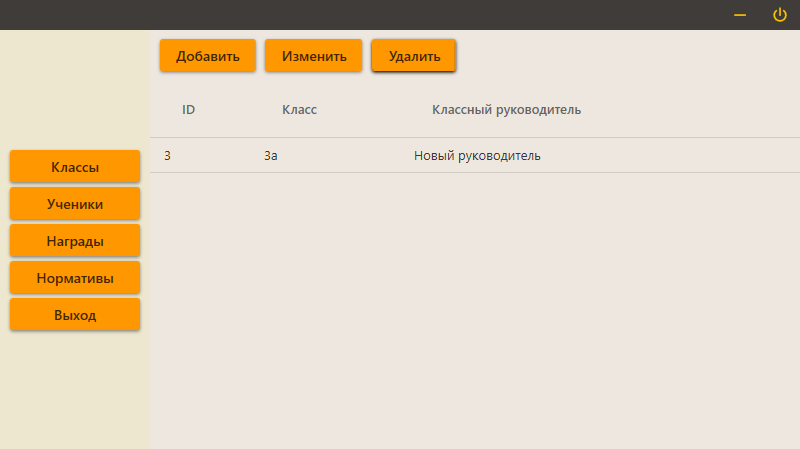 Добавить Изменить Удалить
ID Класс Классный руководитель
3 3а Новый руководитель
Классы
Ученики
Награды
Нормативы
Выход